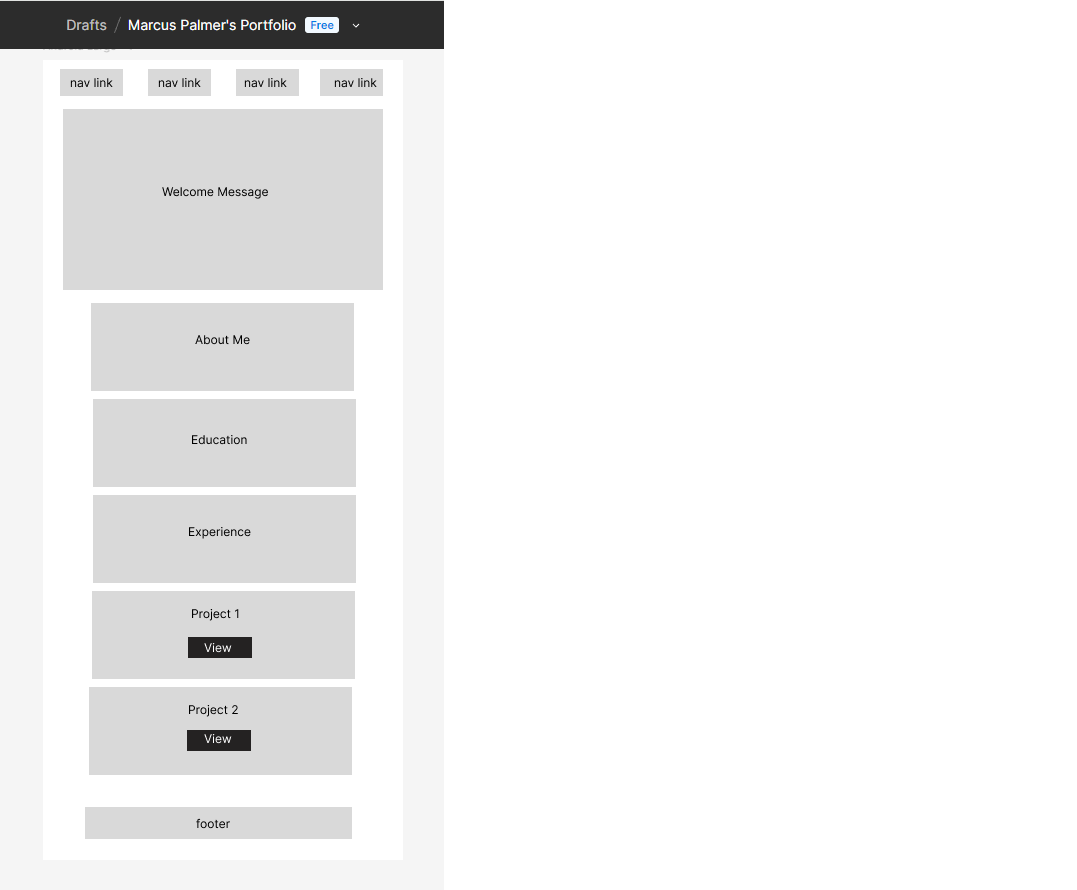 Drafts / Marcus Palmer's Portfolio Free
nav link nav link nav link nav link
Welcome Message
About Me
Education
Experience
Project 1
View
Project 2
View
footer